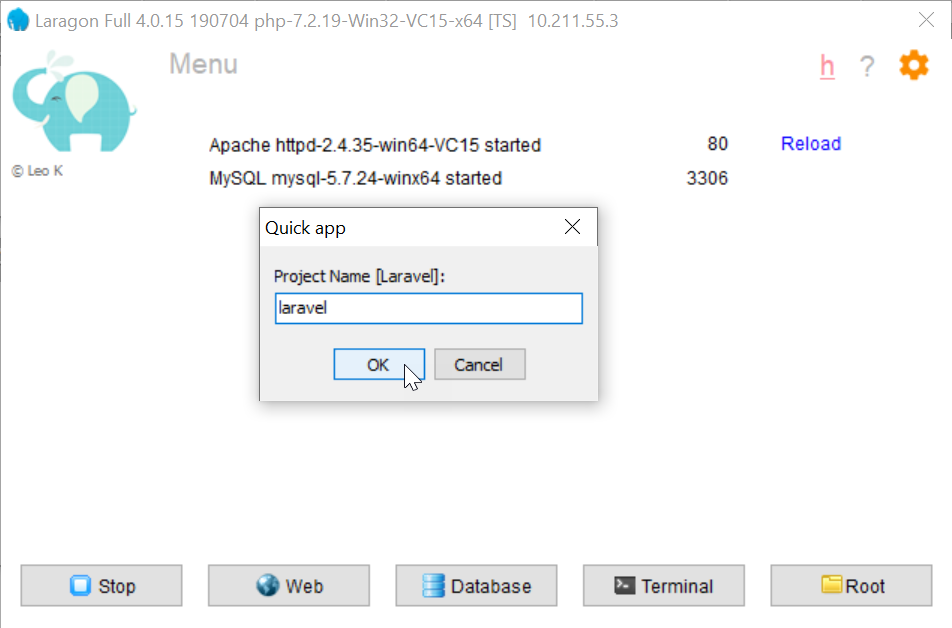 Laragon Full 4.0.15 190704 php-7.2.19-Win32-VC15-x64 [TS]  10.211.55.3
Menu
h ?
© Leo K
Apache httpd-2.4.35-win64-VC15 started 80 Reload
MySQL mysql-5.7.24-winx64 started 3306
Quick app
Project Name [Laravel]:
laravel
OK Cancel
Stop Web Database Terminal Root